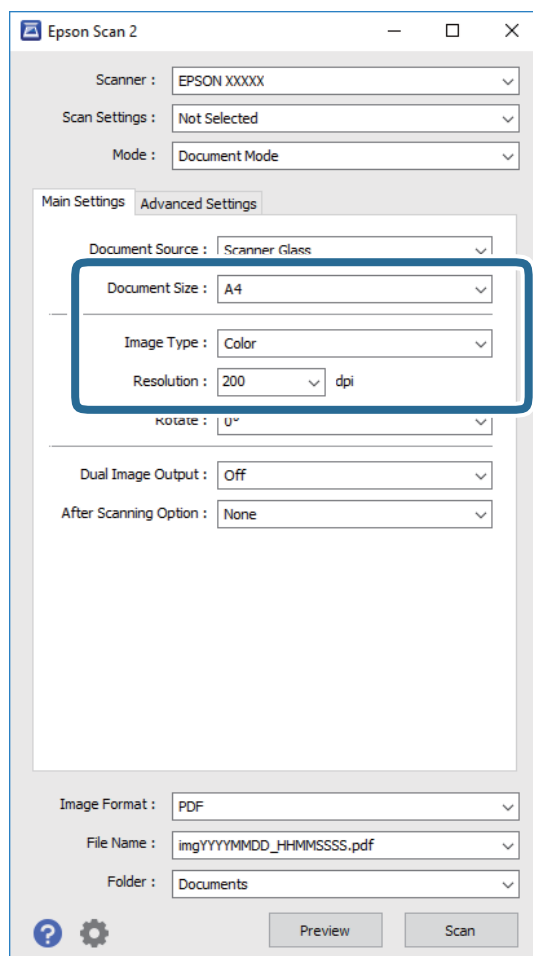 Epson Scan 2
Scanner : EPSON XXXXX
Scan Settings : Not Selected
Mode : Document Mode
Main Settings Advanced Settings
Document Source : Scanner Glass
Document Size : A4
Image Type : Color
Resolution : 200 dpi
Rotate : 0°
Dual Image Output : Off
After Scanning Option : None
Image Format : PDF
File Name : imgYYYYMMDD_HHMMSSSS.pdf
Folder : Documents
? Preview Scan